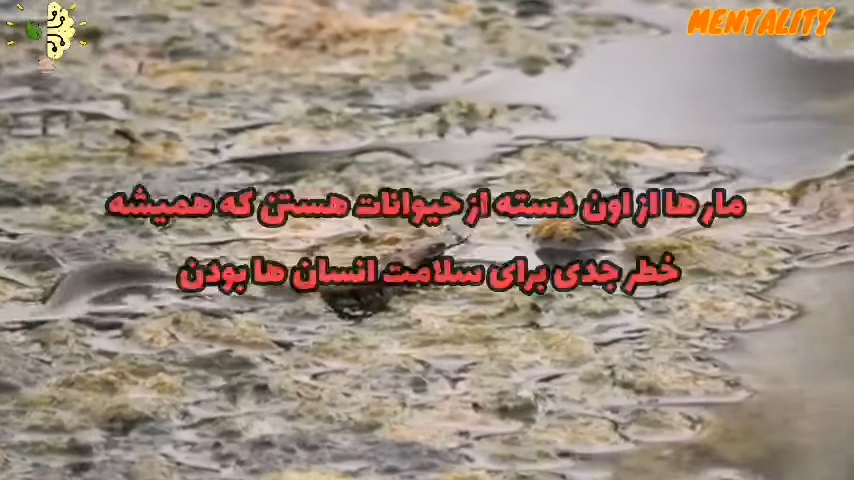 MENTALITY
مار ها از اون دسته از حیوانات هستن که همیشه
خطر جدی برای سلامت انسان ها بودن